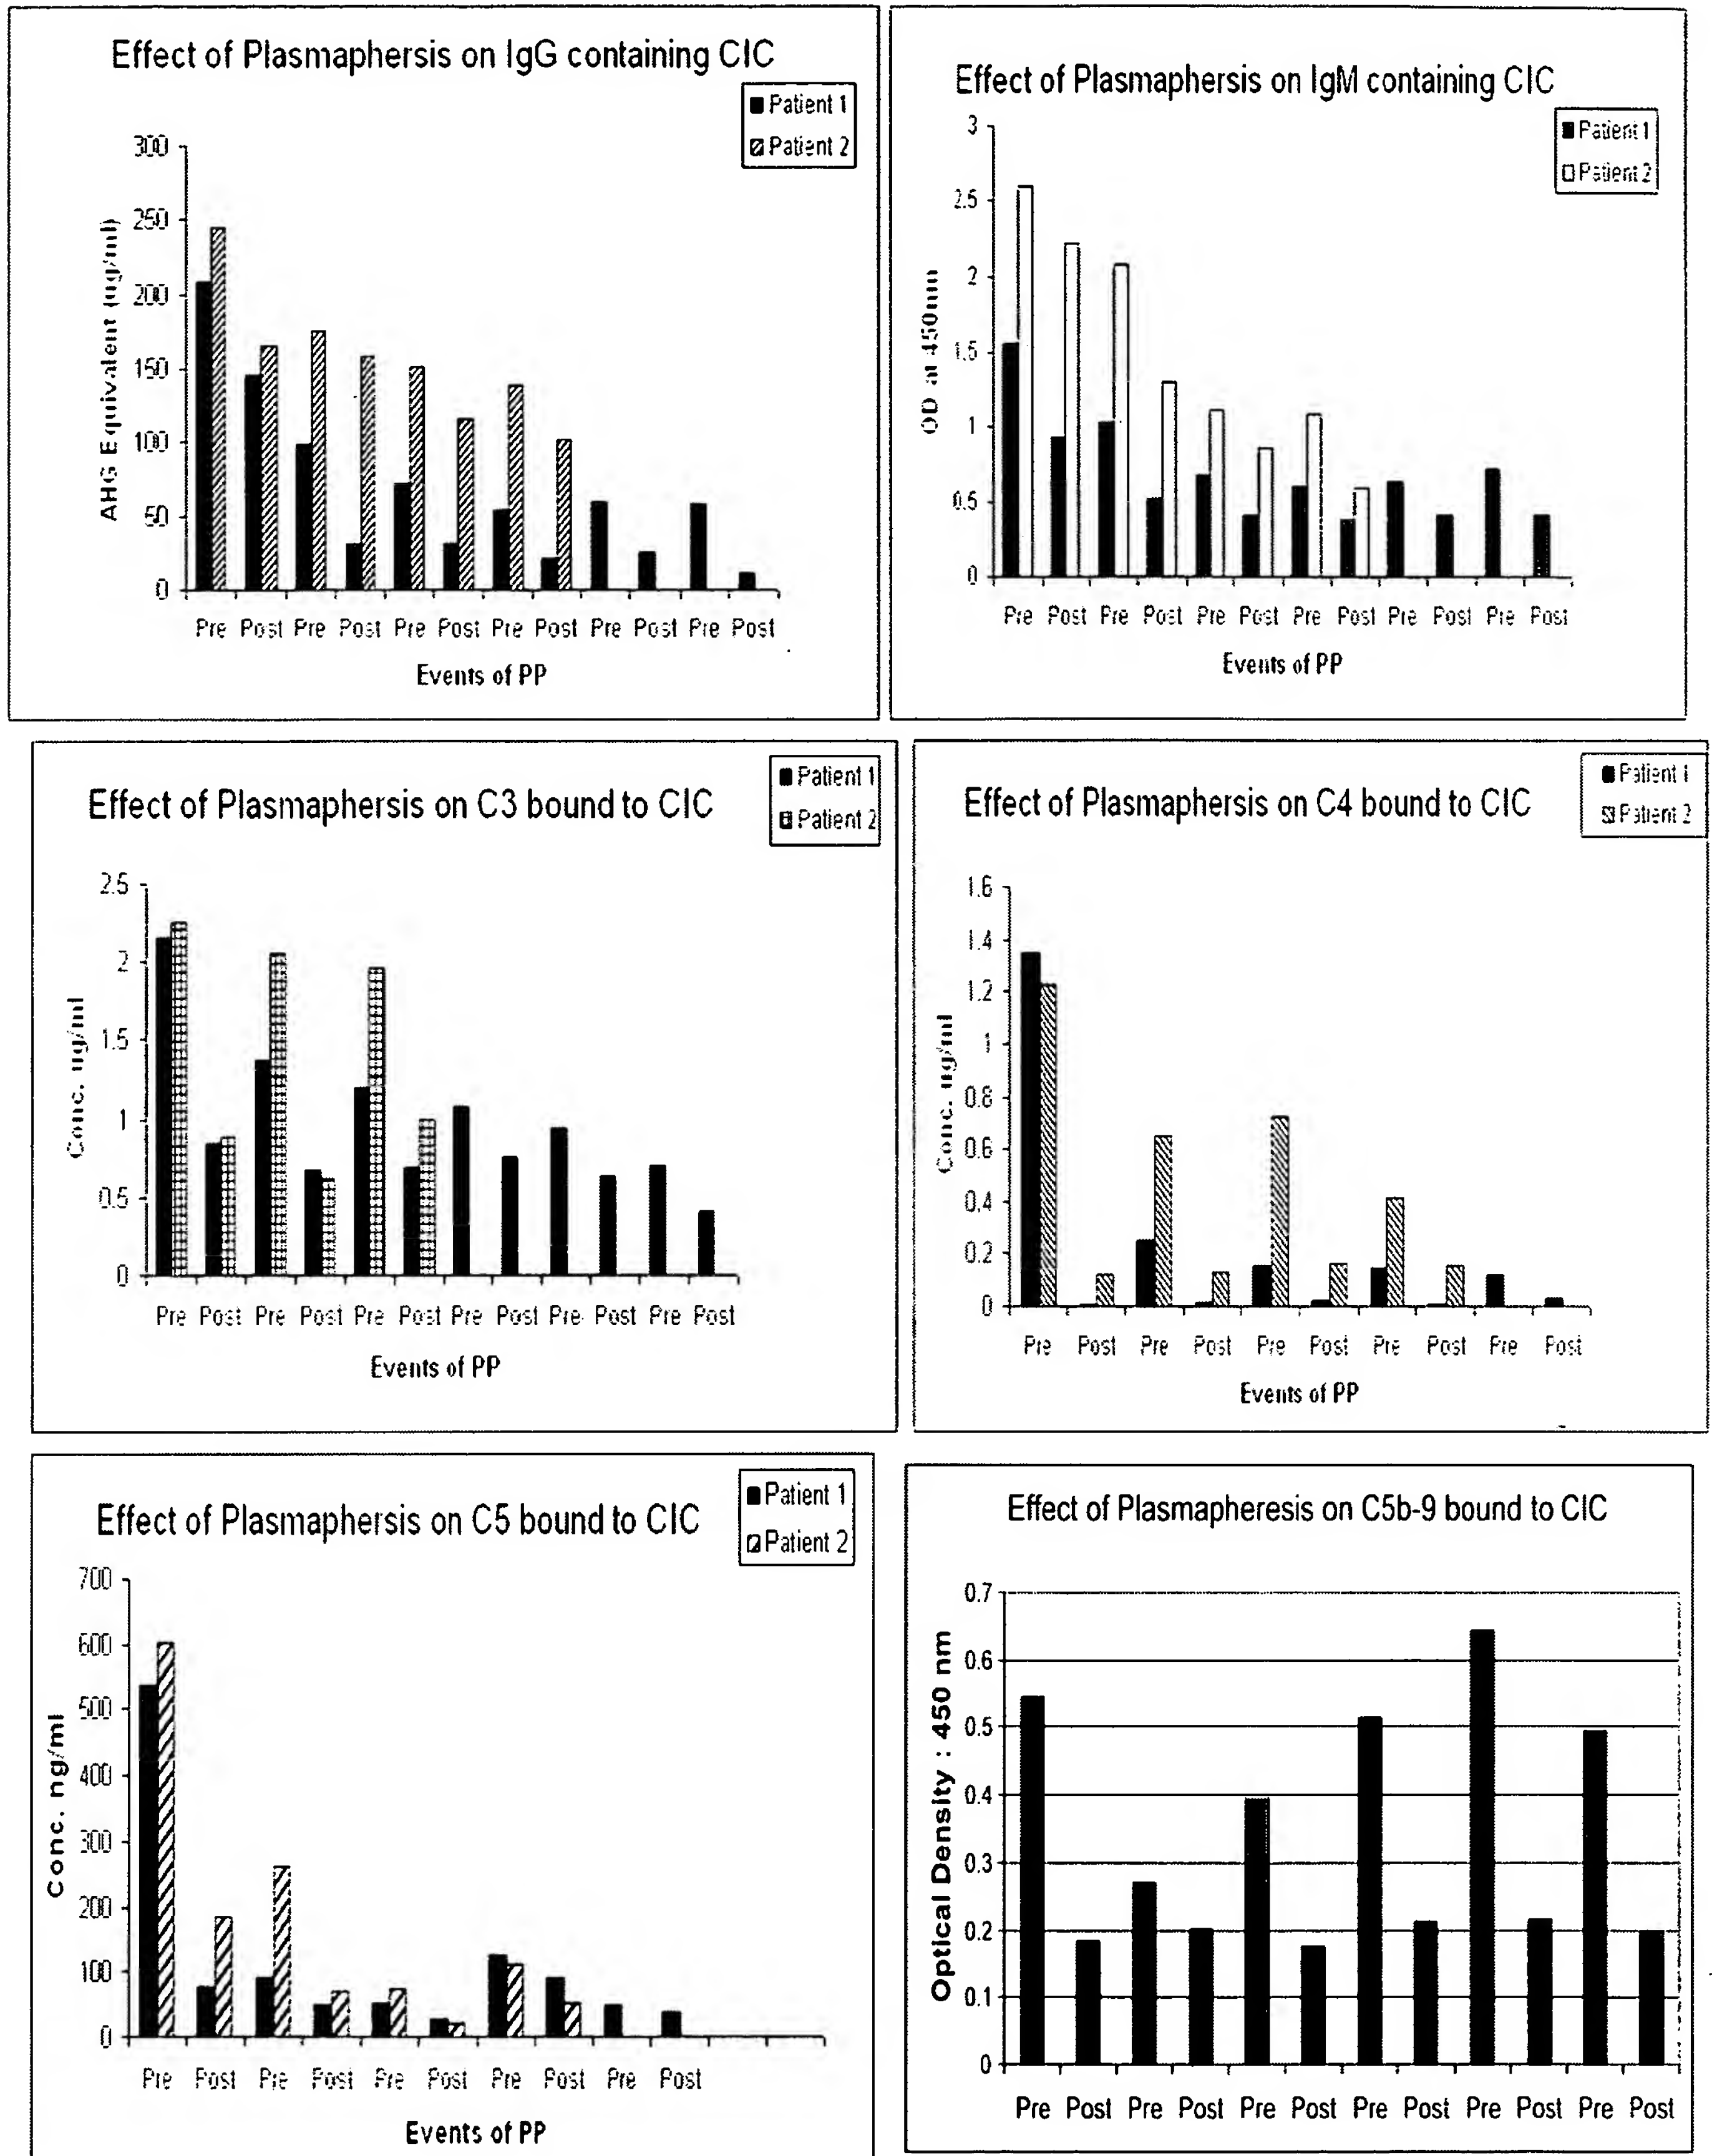 Effect of Plasmaphersis on IgG containing CIC
Patient 1
Patient 2
300
250
200
150
100
50
0
AHG Equivalent (ug/ml)
Pre Post Pre Post Pre Post Pre Post Pre Post Pre Post
Events of PP
Effect of Plasmaphersis on IgM containing CIC
Patient 1
Patient 2
3
2.5
2
1.5
1
0.5
0
OD at 450nm
Pre Post Pre Post Pre Post Pre Post Pre Post Pre Post
Events of PP
Effect of Plasmaphersis on C3 bound to CIC
Patient 1
Patient 2
2.5
2
1.5
1
0.5
0
Conc. ug/ml
Pre Post Pre Post Pre Post Pre Post Pre Post Pre Post
Events of PP
Effect of Plasmaphersis on C4 bound to CIC
Patient 1
Patient 2
1.6
1.4
1.2
1
0.8
0.6
0.4
0.2
0
Conc. ug/ml
Pre Post Pre Post Pre Post Pre Post Pre Post
Events of PP
Effect of Plasmaphersis on C5 bound to CIC
Patient 1
Patient 2
700
600
500
400
300
200
100
0
Conc. ng/ml
Pre Post Pre Post Pre Post Pre Post Pre Post
Events of PP
Effect of Plasmapheresis on C5b-9 bound to CIC
0.7
0.6
0.5
0.4
0.3
0.2
0.1
0
Optical Density : 450 nm
Pre Post Pre Post Pre Post Pre Post Pre Post Pre Post